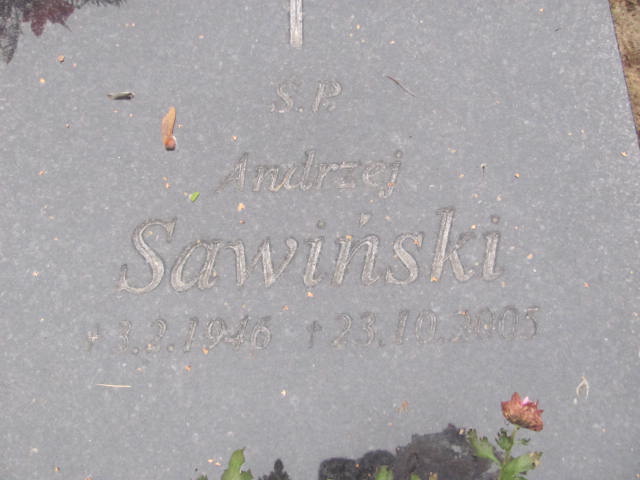 Ś.P.
Andrzej
Sawiński
* 3.2.1946 † 23.10.2005